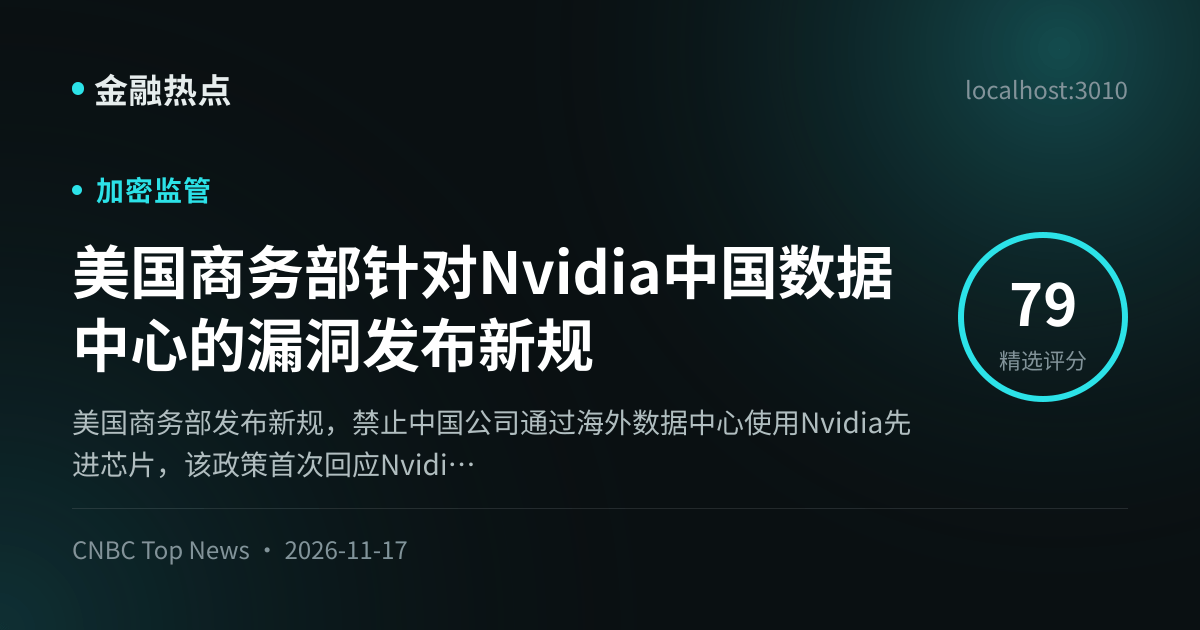 金融热点
localhost:3010
加密监管
美国商务部针对Nvidia中国数据
中心的漏洞发布新规
79
精选评分
美国商务部发布新规，禁止中国公司通过海外数据中心使用Nvidia先
进芯片，该政策首次回应Nvidi…
CNBC Top News · 2026-11-17